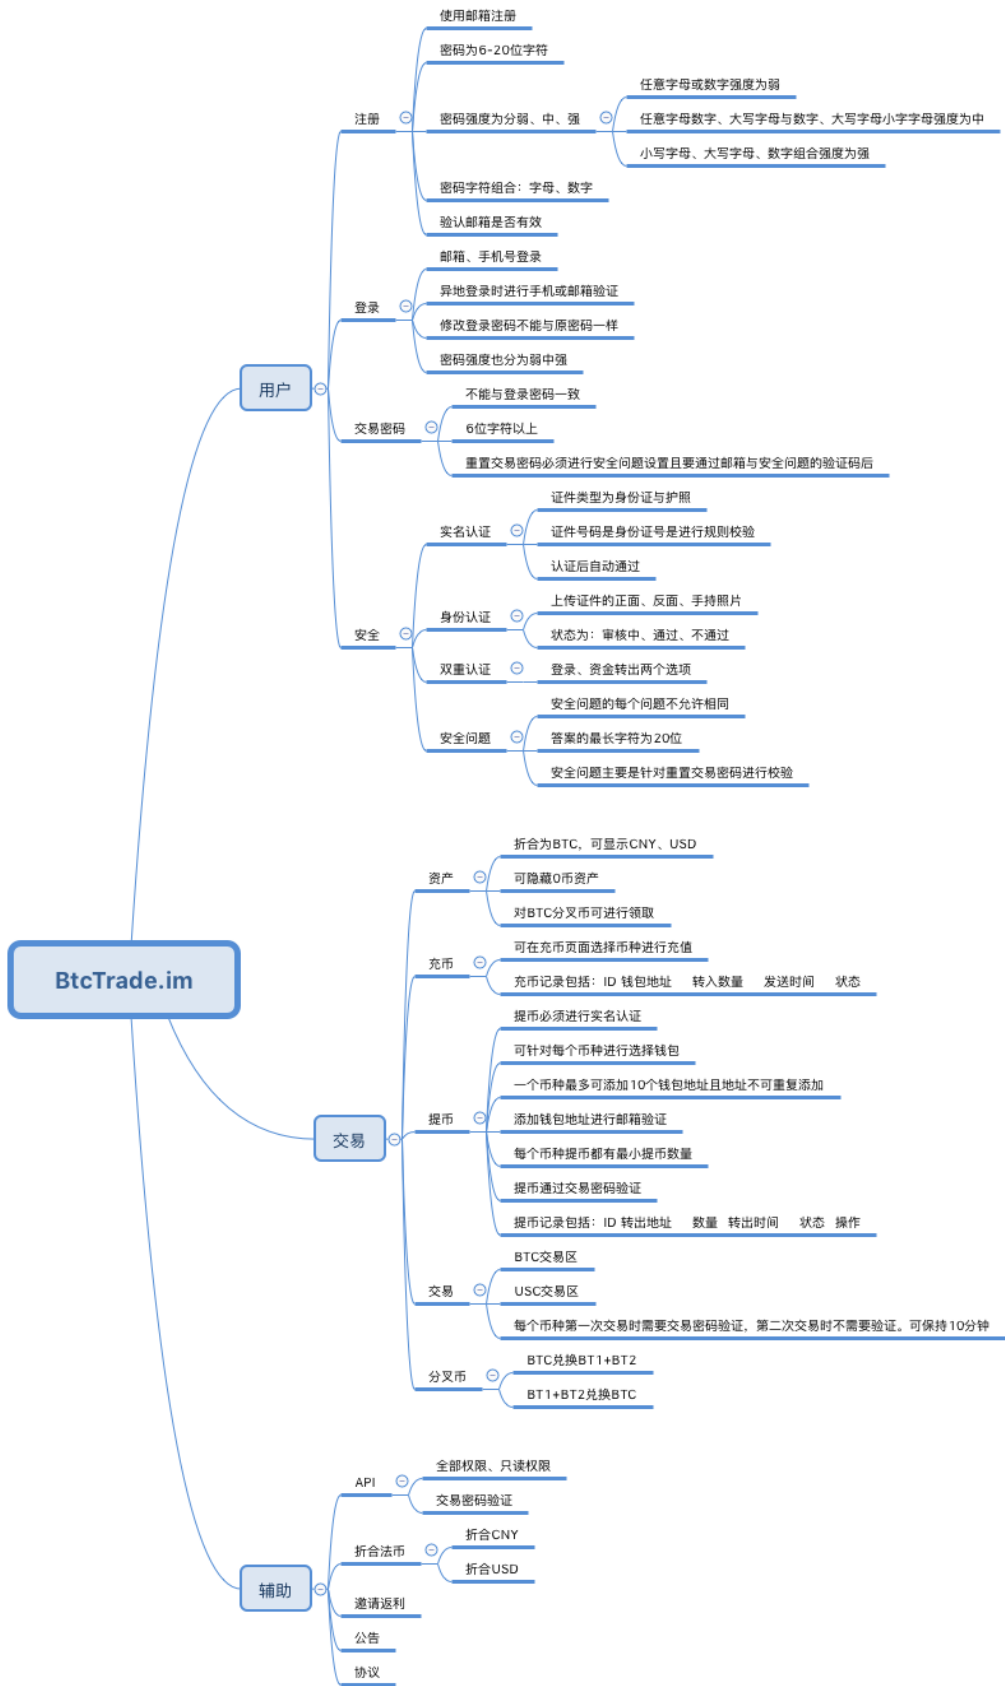 使用邮箱注册
密码为6-20位字符
任意字母或数字强度为弱
注册
密码强度为分弱、中、强
任意字母数字、大写字母与数字、大写字母小字字母强度为中
小写字母、大写字母、数字组合强度为强
密码字符组合：字母、数字
验认邮箱是否有效
邮箱、手机号登录
异地登录时进行手机或邮箱验证
登录
修改登录密码不能与原密码一样
密码强度也分为弱中强
用户
不能与登录密码一致
交易密码
6位字符以上
重置交易密码必须进行安全问题设置且要通过邮箱与安全问题的验证码后
证件类型为身份证与护照
实名认证
证件号码是身份证号是进行规则校验
认证后自动通过
上传证件的正面、反面、手持照片
身份认证
状态为：审核中、通过、不通过
安全
双重认证
登录、资金转出两个选项
安全问题的每个问题不允许相同
安全问题
答案的最长字符为20位
安全问题主要是针对重置交易密码进行校验
折合为BTC，可显示CNY、USD
资产
可隐藏0币资产
对BTC分叉币可进行领取
可在充币页面选择币种进行充值
充币
充币记录包括：ID 钱包地址 转入数量 发送时间 状态
BtcTrade.im
提币必须进行实名认证
可针对每个币种进行选择钱包
一个币种最多可添加10个钱包地址且地址不可重复添加
提币
添加钱包地址进行邮箱验证
交易
每个币种提币都有最小提币数量
提币通过交易密码验证
提币记录包括：ID 转出地址 数量 转出时间 状态 操作
BTC交易区
交易
USC交易区
每个币种第一次交易时需要交易密码验证，第二次交易时不需要验证。可保持10分钟
BTC兑换BT1+BT2
分叉币
BT1+BT2兑换BTC
全部权限、只读权限
API
交易密码验证
折合CNY
折合法币
折合USD
辅助
邀请返利
公告
协议